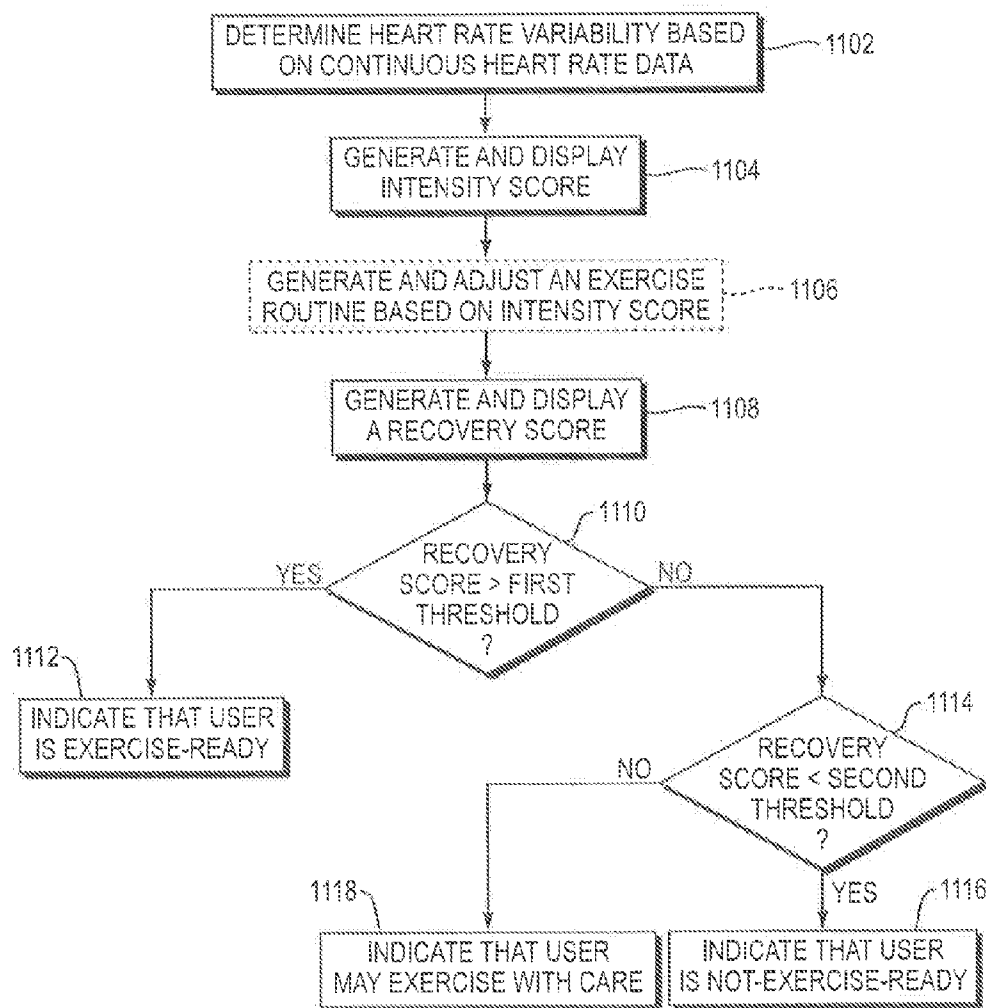 DETERMINE HEART RATE VARIABILITY BASED
ON CONTINUOUS HEART RATE DATA
1102
GENERATE AND DISPLAY
INTENSITY SCORE
1104
GENERATE AND ADJUST AN EXERCISE
ROUTINE BASED ON INTENSITY SCORE
1106
GENERATE AND DISPLAY
A RECOVERY SCORE
1108
1110
RECOVERY
SCORE > FIRST
THRESHOLD
?
YES
NO
1112
INDICATE THAT USER
IS EXERCISE-READY
1114
RECOVERY
SCORE < SECOND
THRESHOLD
?
NO
YES
1118
INDICATE THAT USER
MAY EXERCISE WITH CARE
1116
INDICATE THAT USER
IS NOT-EXERCISE-READY